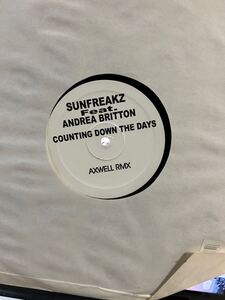 SUNFREAKZ
Feat.
ANDREA BRITTON
COUNTING DOWN THE DAYS
AXWELL RMX